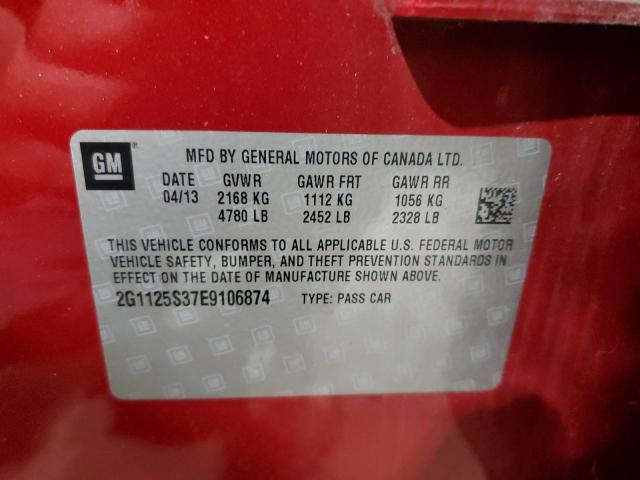 GM
MFD BY GENERAL MOTORS OF CANADA LTD.
DATE GVWR GAWR FRT GAWR RR
04/13 2168 KG 1112 KG 1056 KG
4780 LB 2452 LB 2328 LB
THIS VEHICLE CONFORMS TO ALL APPLICABLE U.S. FEDERAL MOTOR
VEHICLE SAFETY, BUMPER, AND THEFT PREVENTION STANDARDS IN
EFFECT ON THE DATE OF MANUFACTURE SHOWN ABOVE.
2G1125S37E9106874 TYPE: PASS CAR